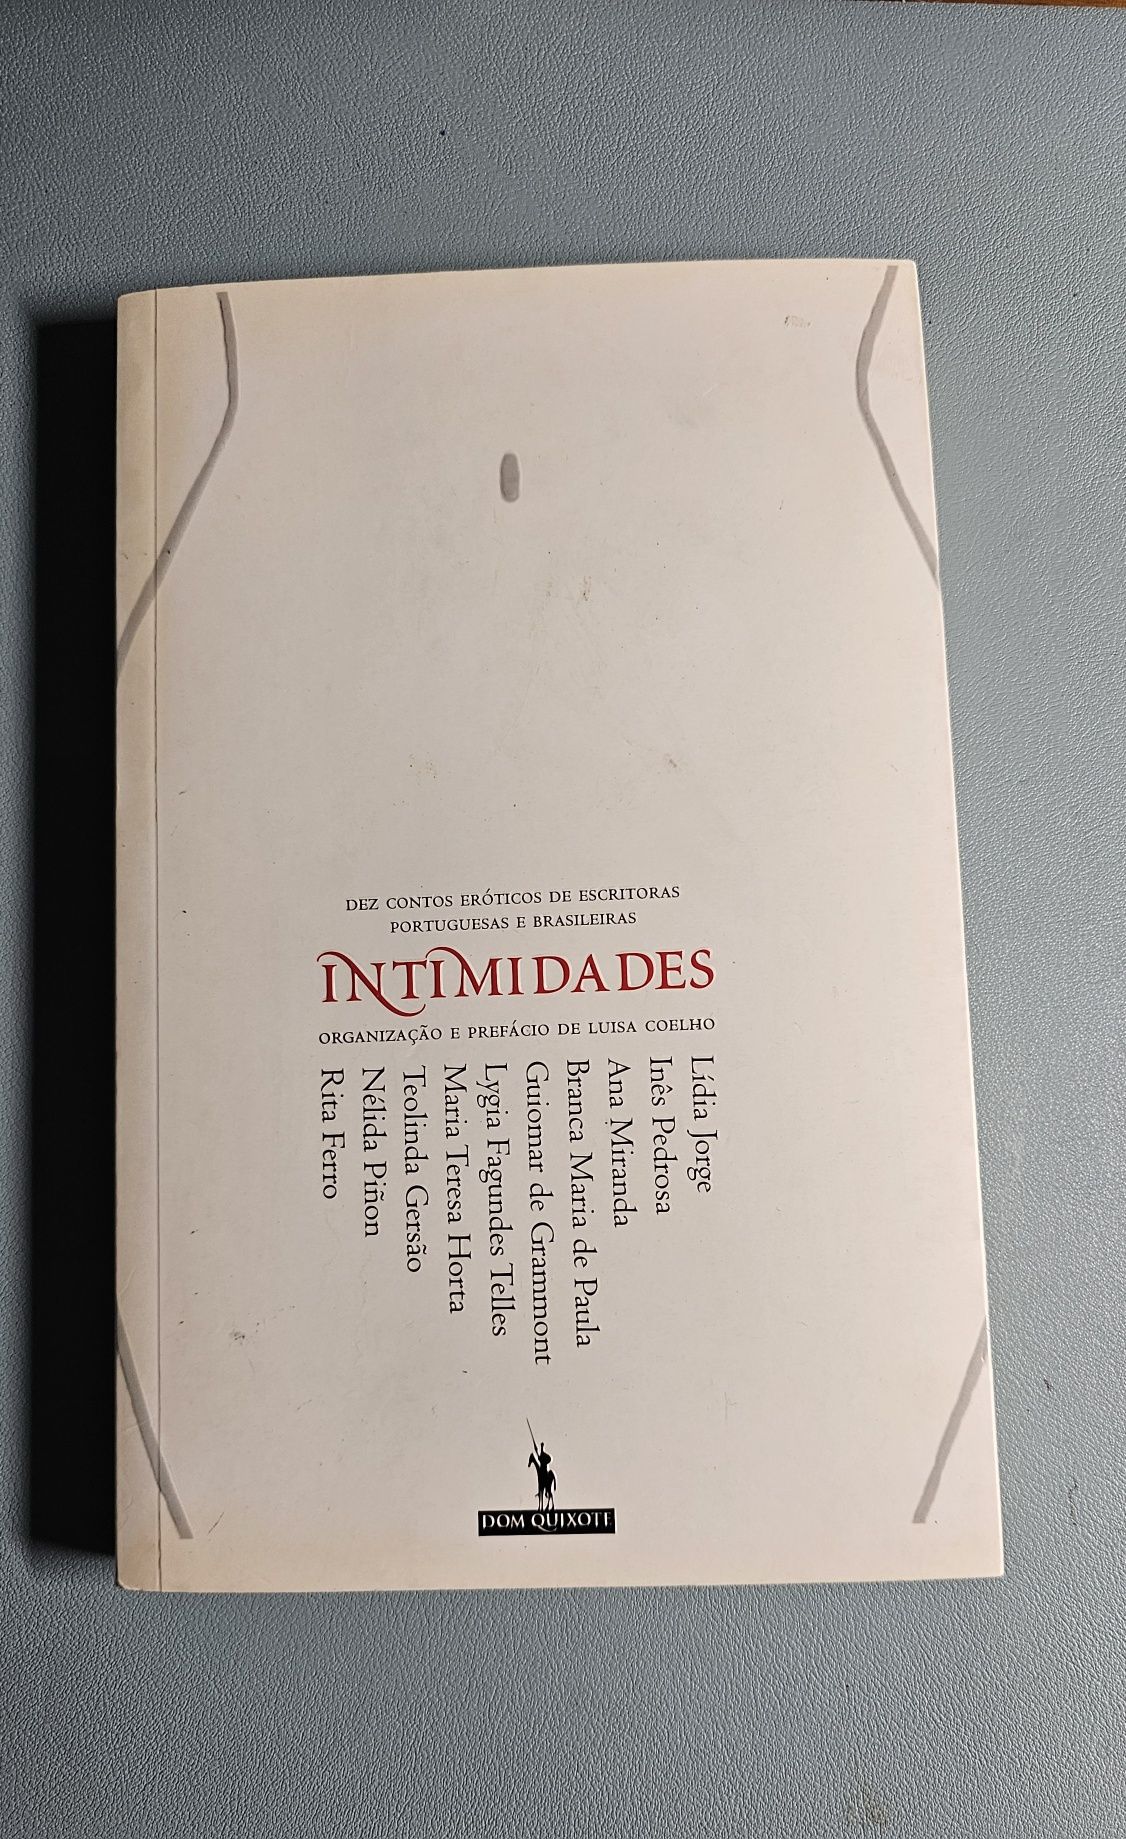 DEZ CONTOS ERÓTICOS DE ESCRITORAS
PORTUGUESAS E BRASILEIRAS
INTIMIDADES
ORGANIZAÇÃO E PREFÁCIO DE LUISA COELHO
Lídia Jorge
Inês Pedrosa
Ana Miranda
Branca Maria de Paula
Guiomar de Grammont
Lygia Fagundes Telles
Maria Teresa Horta
Teolinda Gersão
Nélida Piñon
Rita Ferro
DOM QUIXOTE